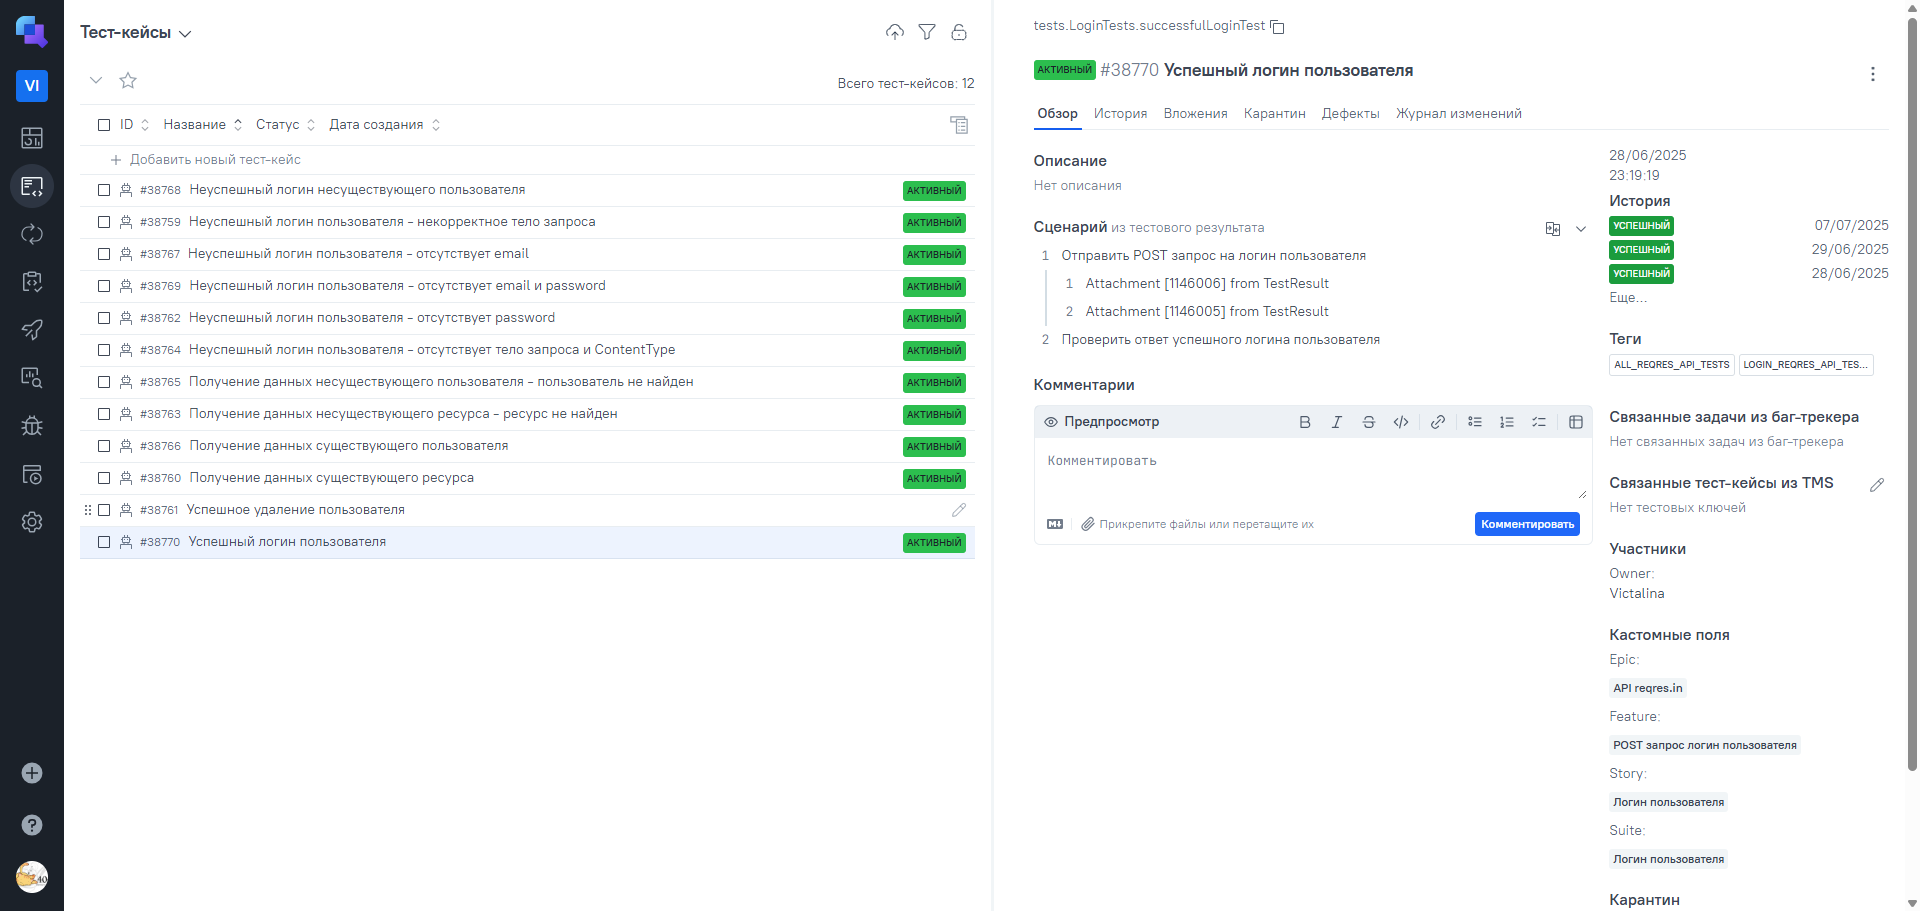 VI
Тест-кейсы
Всего тест-кейсов: 12
ID Название Статус Дата создания
Добавить новый тест-кейс
#38768 Неуспешный логин несуществующего пользователя АКТИВНЫЙ
#38759 Неуспешный логин пользователя - некорректное тело запроса АКТИВНЫЙ
#38767 Неуспешный логин пользователя - отсутствует email АКТИВНЫЙ
#38769 Неуспешный логин пользователя - отсутствует email и password АКТИВНЫЙ
#38762 Неуспешный логин пользователя - отсутствует password АКТИВНЫЙ
#38764 Неуспешный логин пользователя - отсутствует тело запроса и ContentType АКТИВНЫЙ
#38765 Получение данных несуществующего пользователя - пользователь не найден АКТИВНЫЙ
#38763 Получение данных несуществующего ресурса - ресурс не найден АКТИВНЫЙ
#38766 Получение данных существующего пользователя АКТИВНЫЙ
#38760 Получение данных существующего ресурса АКТИВНЫЙ
#38761 Успешное удаление пользователя
#38770 Успешный логин пользователя АКТИВНЫЙ
tests.LoginTests.successfulLoginTest
АКТИВНЫЙ #38770 Успешный логин пользователя
Обзор История Вложения Карантин Дефекты Журнал изменений
Описание
Нет описания
Сценарий из тестового результата
1 Отправить POST запрос на логин пользователя
1 Attachment [1146006] from TestResult
2 Attachment [1146005] from TestResult
2 Проверить ответ успешного логина пользователя
Комментарии
Предпросмотр
Комментировать
Прикрепите файлы или перетащите их
Комментировать
28/06/2025
23:19:19
История
УСПЕШНЫЙ 07/07/2025
УСПЕШНЫЙ 29/06/2025
УСПЕШНЫЙ 28/06/2025
Еще...
Теги
ALL_REQRES_API_TESTS LOGIN_REQRES_API_TES...
Связанные задачи из баг-трекера
Нет связанных задач из баг-трекера
Связанные тест-кейсы из TMS
Нет тестовых ключей
Участники
Owner:
Victalina
Кастомные поля
Epic:
API reqres.in
Feature:
POST запрос логин пользователя
Story:
Логин пользователя
Suite:
Логин пользователя
Карантин